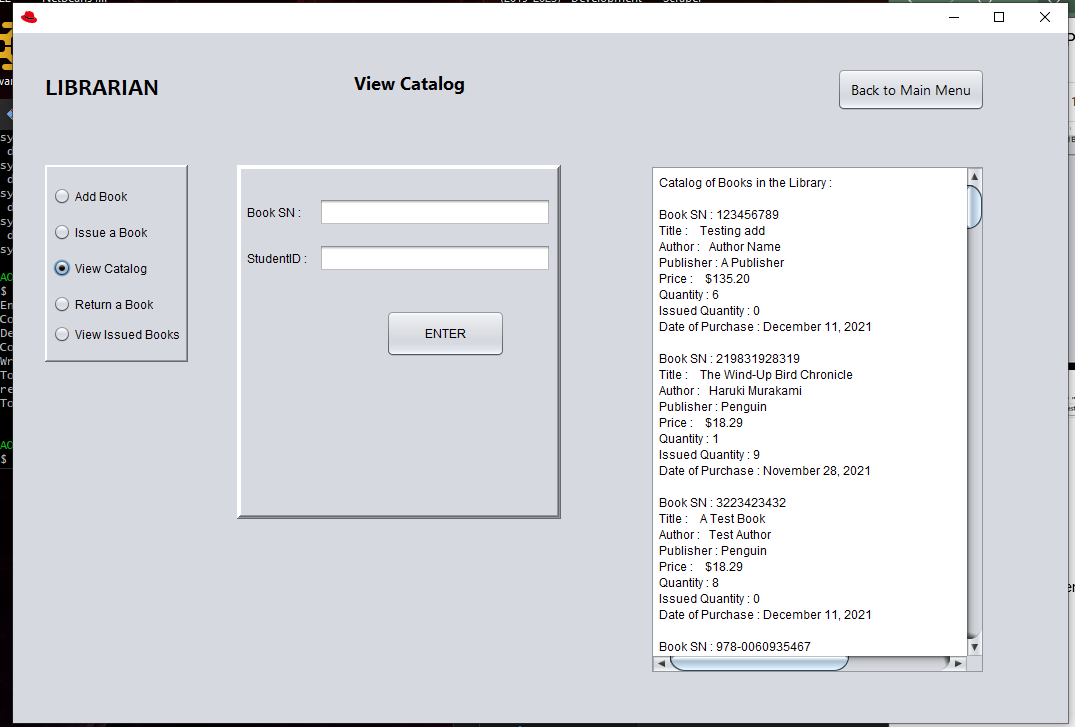 LIBRARIAN
View Catalog
Back to Main Menu
Add Book
Issue a Book
View Catalog
Return a Book
View Issued Books
Book SN :
StudentID :
ENTER
Catalog of Books in the Library :
Book SN : 123456789
Title : Testing add
Author : Author Name
Publisher : A Publisher
Price : $135.20
Quantity : 6
Issued Quantity : 0
Date of Purchase : December 11, 2021
Book SN : 219831928319
Title : The Wind-Up Bird Chronicle
Author : Haruki Murakami
Publisher : Penguin
Price : $18.29
Quantity : 1
Issued Quantity : 9
Date of Purchase : November 28, 2021
Book SN : 3223423432
Title : A Test Book
Author : Test Author
Publisher : Penguin
Price : $18.29
Quantity : 8
Issued Quantity : 0
Date of Purchase : December 11, 2021
Book SN : 978-0060935467